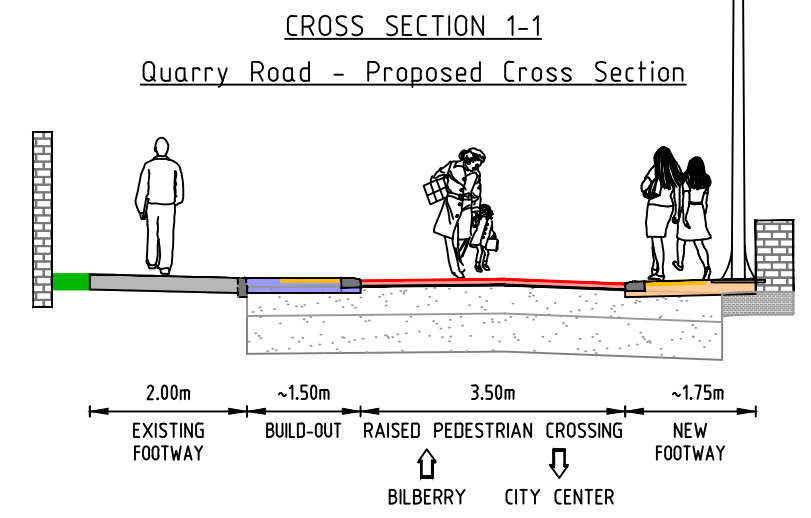 CROSS SECTION 1-1
Quarry Road - Proposed Cross Section
2.00m ~1.50m 3.50m ~1.75m
EXISTING FOOTWAY
BUILD-OUT
RAISED PEDESTRIAN CROSSING
NEW FOOTWAY
BILBERRY
CITY CENTER